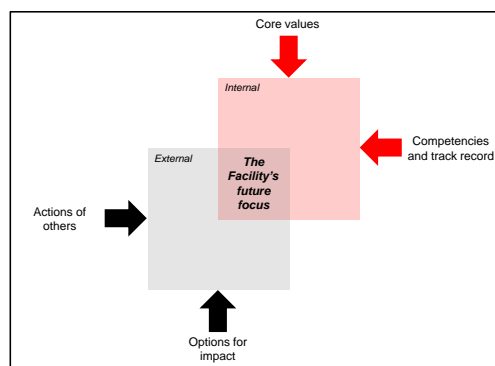 Core values
Internal
Competencies
and track record
External
The
Facility's
future
focus
Actions of
others
Options for
impact